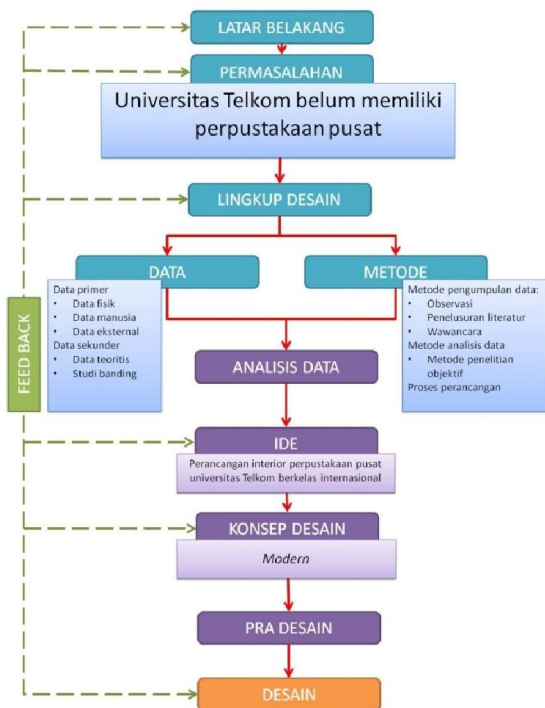 LATAR BELAKANG
PERMASALAHAN
Universitas Telkom belum memiliki
perpustakaan pusat
LINGKUP DESAIN
DATA
Data primer
• Data fisik
• Data manusia
• Data eksternal
Data sekunder
• Data teoritis
• Studi banding
METODE
Metode pengumpulan data:
• Observasi
• Penelusuran literatur
• Wawancara
Metode analisis data
• Metode penelitian
objektif
Proses perancangan
FEED BACK
ANALISIS DATA
IDE
Perancangan interior perpustakaan pusat
universitas Telkom berkelas internasional
KONSEP DESAIN
Modern
PRA DESAIN
DESAIN